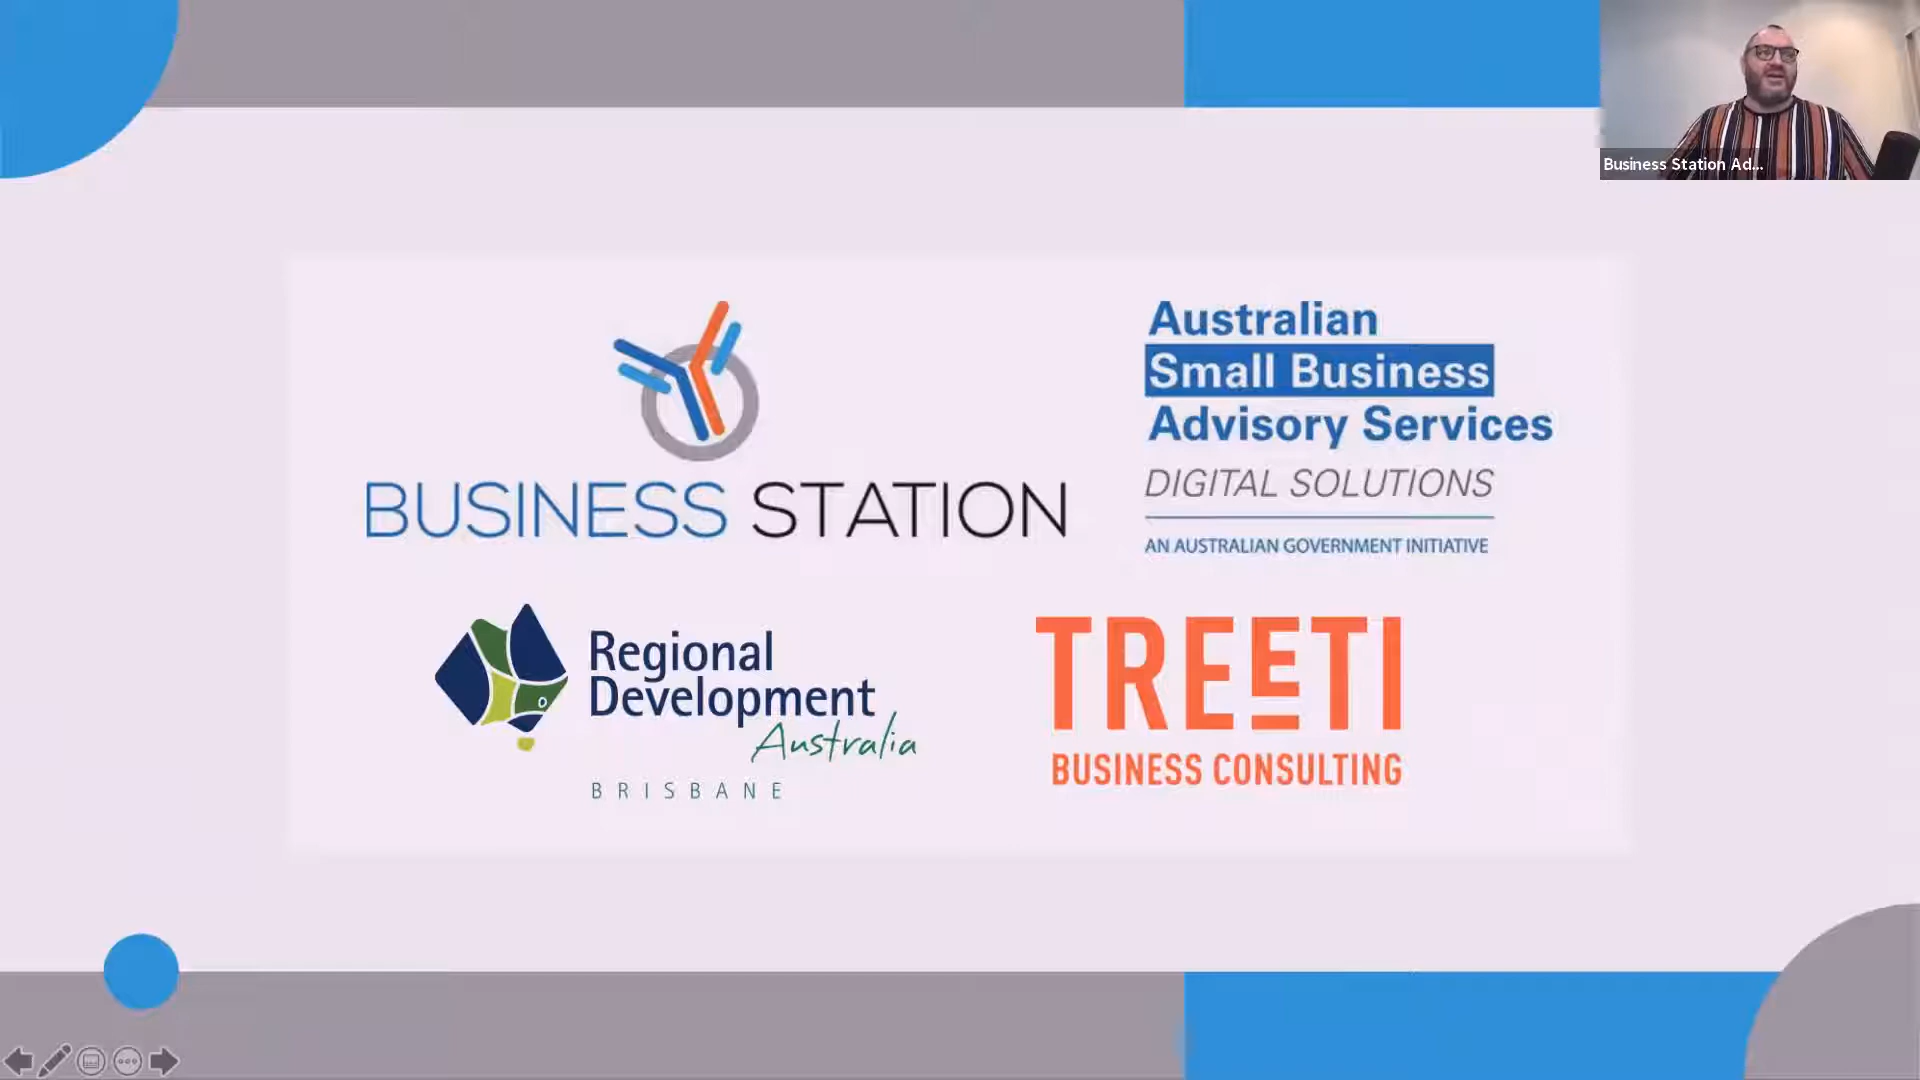 Business Station Ad...
BUSINESS STATION
Australian
Small Business
Advisory Services
DIGITAL SOLUTIONS
AN AUSTRALIAN GOVERNMENT INITIATIVE
Regional
Development
Australia
BRISBANE
TREETI
BUSINESS CONSULTING